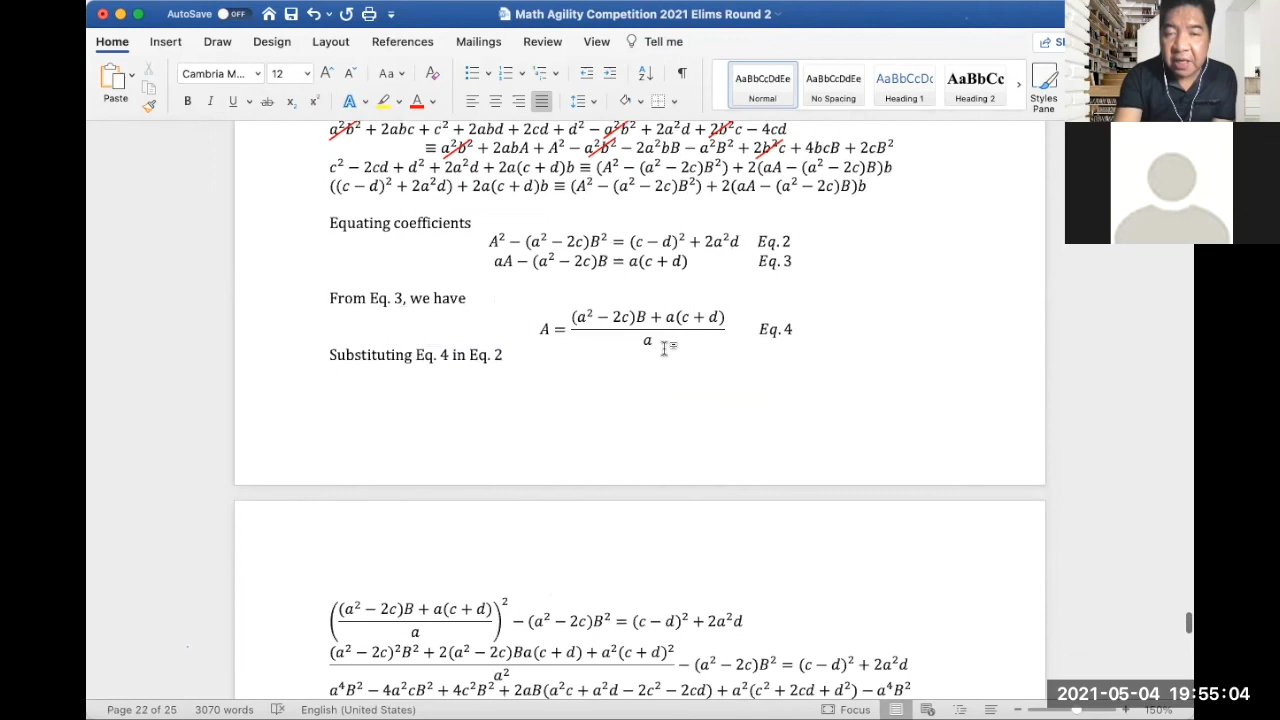 AutoSave OFF Math Agility Competition 2021 Elims Round 2
Home Insert Draw Design Layout References Mailings Review View Tell me
Paste Cambria M... 12 Aa AaBbCcDdEe Normal AaBbCcDdEe No Spacing AaBbCcDc Heading 1 AaBbCc Heading 2 Styles Pane
a²b² + 2abc + c² + 2abd + 2cd + d² − a²b² + 2a²d + 2b²c − 4cd
≡ a²b² + 2abA + A² − a²b² − 2a²bB − a²B² + 2b²c + 4bcB + 2cB²
c² − 2cd + d² + 2a²d + 2a(c + d)b ≡ (A² − (a² − 2c)B²) + 2(aA − (a² − 2c)B)b
((c − d)² + 2a²d) + 2a(c + d)b ≡ (A² − (a² − 2c)B²) + 2(aA − (a² − 2c)B)b
Equating coefficients
A² − (a² − 2c)B² = (c − d)² + 2a²d Eq. 2
aA − (a² − 2c)B = a(c + d) Eq. 3
From Eq. 3, we have
A = ((a² − 2c)B + a(c + d))/a Eq. 4
Substituting Eq. 4 in Eq. 2
(((a² − 2c)B + a(c + d))/a)² − (a² − 2c)B² = (c − d)² + 2a²d
((a² − 2c)²B² + 2(a² − 2c)Ba(c + d) + a²(c + d)²)/a² − (a² − 2c)B² = (c − d)² + 2a²d
a⁴B² − 4a²cB² + 4c²B² + 2aB(a²c + a²d − 2c² − 2cd) + a²(c² + 2cd + d²) − a⁴B²
Page 22 of 25 3070 words English (United States) Focus 150%
2021-05-04 19:55:04